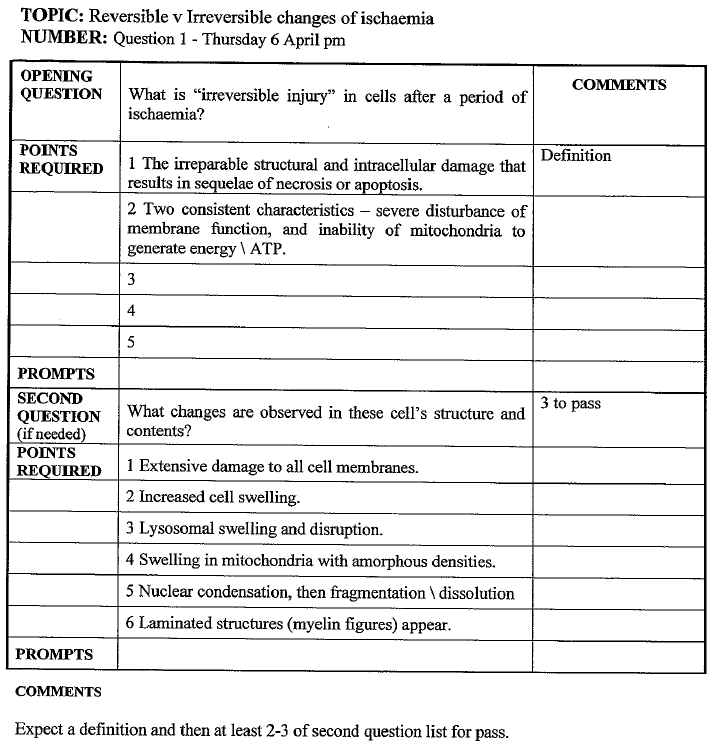 TOPIC: Reversible v Irreversible changes of ischaemia
NUMBER: Question 1 - Thursday 6 April pm
OPENING QUESTION
What is “irreversible injury” in cells after a period of
ischaemia?
COMMENTS
POINTS REQUIRED
1 The irreparable structural and intracellular damage that
results in sequelae of necrosis or apoptosis.
Definition
2 Two consistent characteristics – severe disturbance of
membrane function, and inability of mitochondria to
generate energy \ ATP.
3
4
5
PROMPTS
SECOND QUESTION (if needed)
What changes are observed in these cell's structure and
contents?
3 to pass
POINTS REQUIRED
1 Extensive damage to all cell membranes.
2 Increased cell swelling.
3 Lysosomal swelling and disruption.
4 Swelling in mitochondria with amorphous densities.
5 Nuclear condensation, then fragmentation \ dissolution
6 Laminated structures (myelin figures) appear.
PROMPTS
COMMENTS
Expect a definition and then at least 2-3 of second question list for pass.